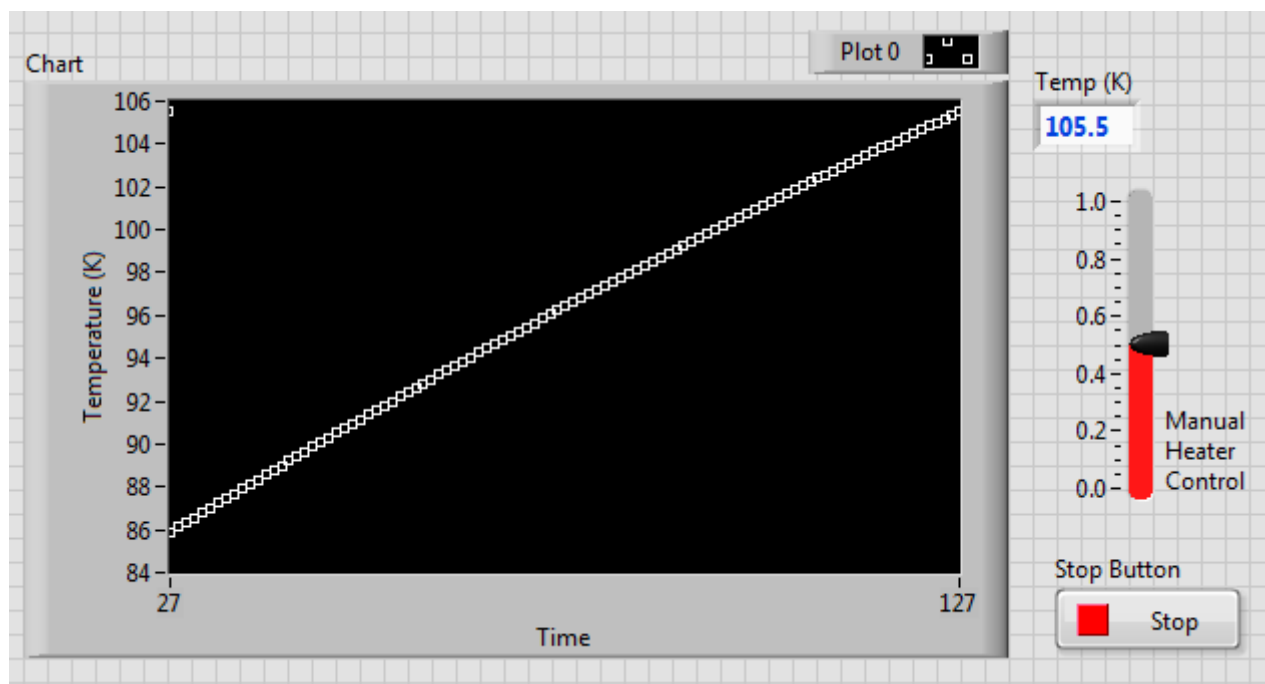 Chart
Plot 0
106
104
102
100
98
96
94
92
90
88
86
84
Temperature (K)
27
127
Time
Temp (K)
105.5
1.0
0.8
0.6
0.4
0.2
0.0
Manual
Heater
Control
Stop Button
Stop